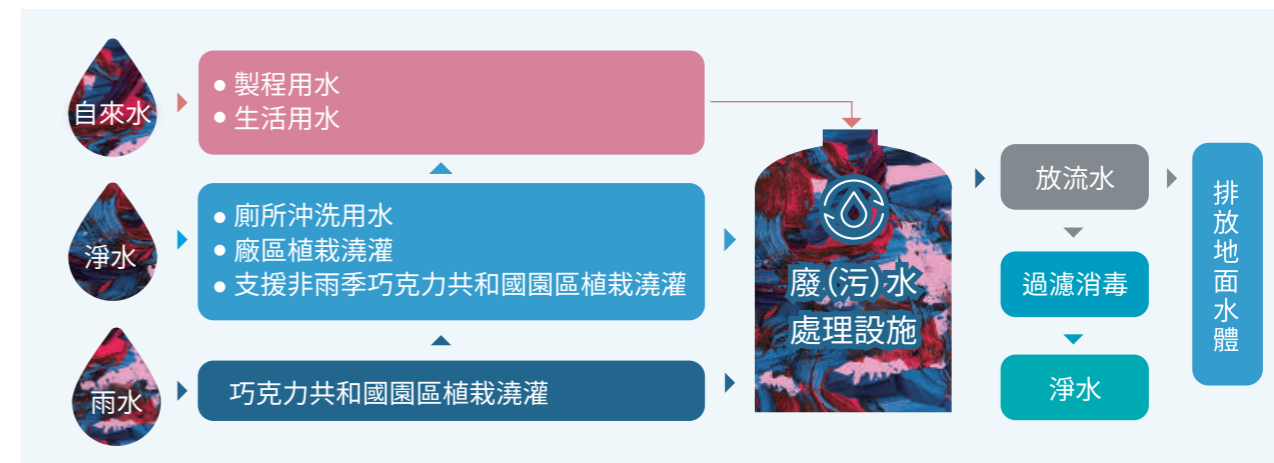 自來水
● 製程用水
● 生活用水
淨水
● 廁所沖洗用水
● 廠區植栽澆灌
● 支援非雨季巧克力共和國園區植栽澆灌
雨水
巧克力共和國園區植栽澆灌
廢(污)水
處理設施
放流水
過濾消毒
淨水
排放地面水體